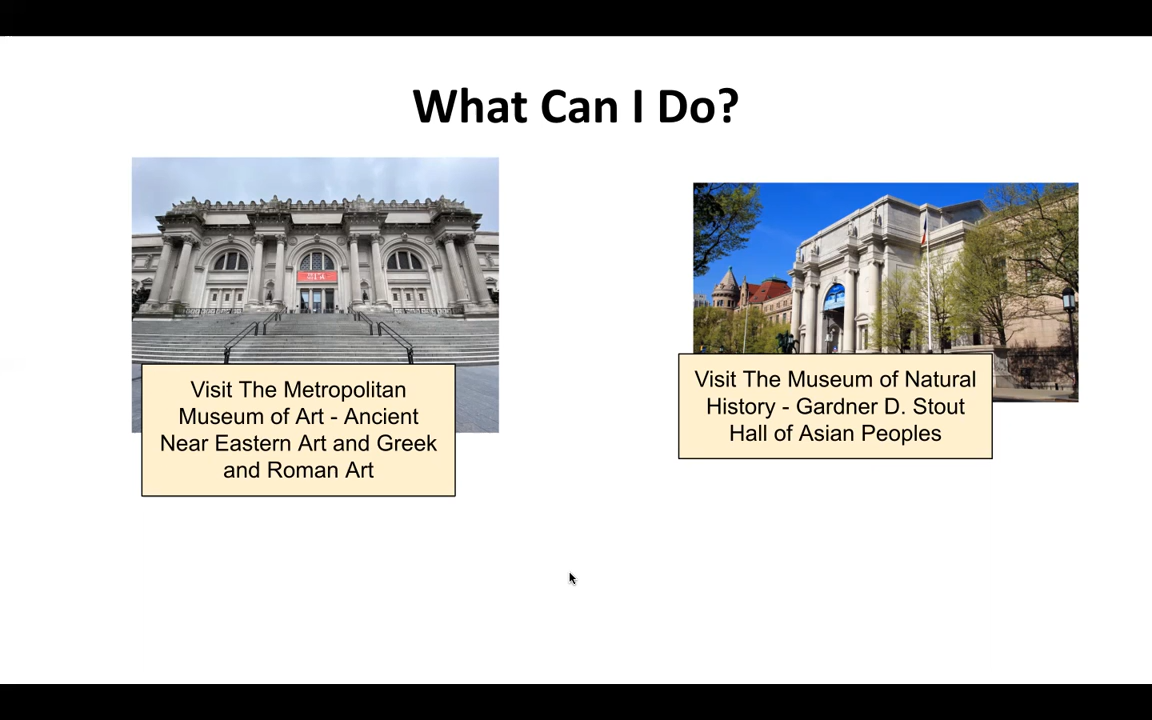 What Can I Do?
Visit The Metropolitan
Museum of Art - Ancient
Near Eastern Art and Greek
and Roman Art
Visit The Museum of Natural
History - Gardner D. Stout
Hall of Asian Peoples